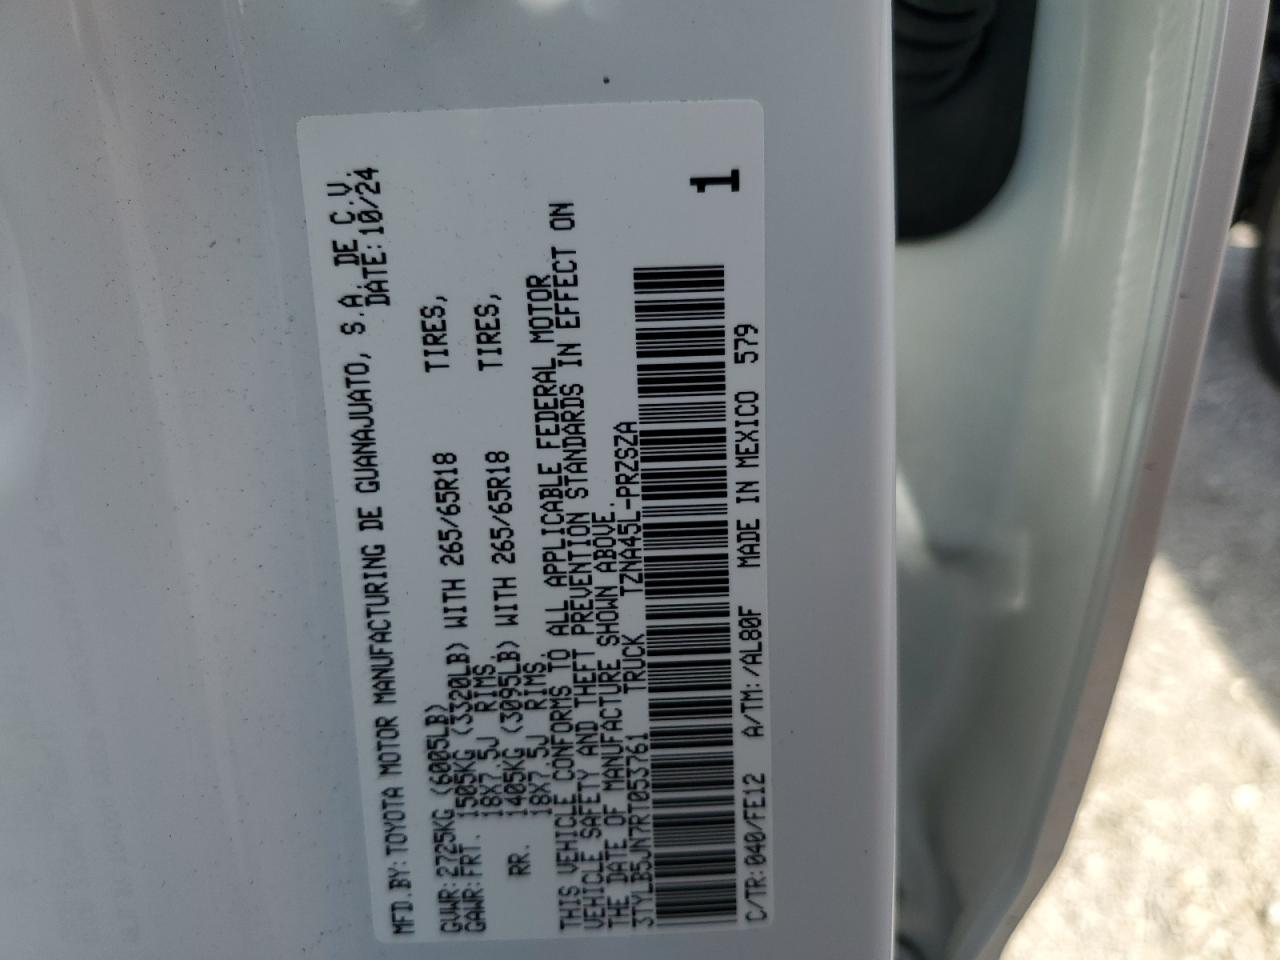 MFD.BY:TOYOTA MOTOR MANUFACTURING DE GUANAJUATO, S.A. DE C.V.
DATE:10/24
GVWR:2725KG (6005LB)
GAWR:FRT. 1505KG (3320LB) WITH 265/65R18 TIRES,
18X7.5J RIMS,
RR. 1405KG (3095LB) WITH 265/65R18 TIRES,
18X7.5J RIMS,
THIS VEHICLE CONFORMS TO ALL APPLICABLE FEDERAL MOTOR
VEHICLE SAFETY AND THEFT PREVENTION STANDARDS IN EFFECT ON
THE DATE OF MANUFACTURE SHOWN ABOVE.
3TYLB5JN7RT053761 TRUCK TZNA45L-PRZSZA
1
C/TR:040/FE12 A/TM:/AL80F MADE IN MEXICO 579